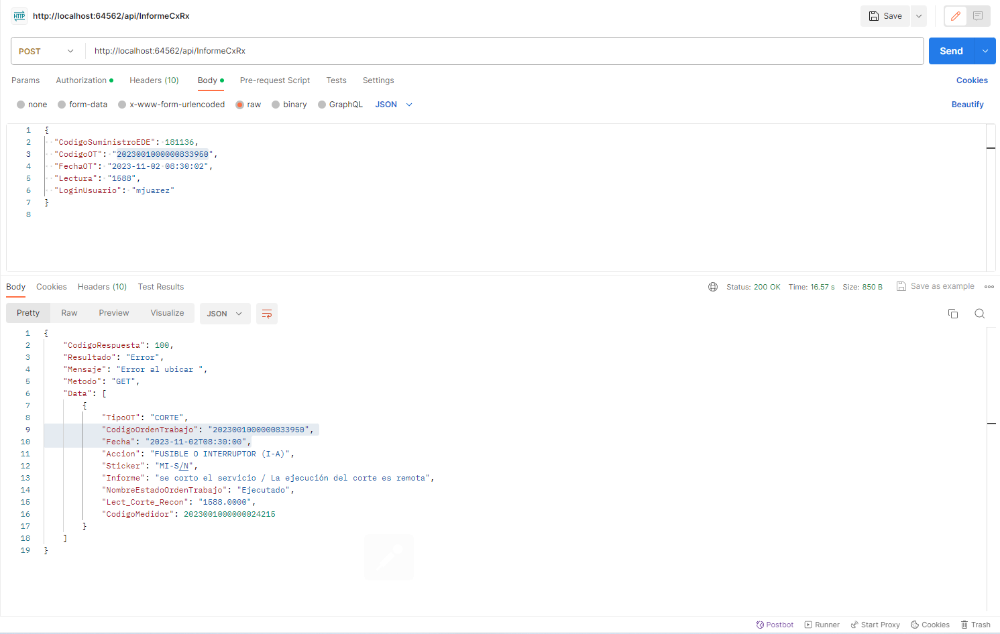 HTTP http://localhost:64562/api/InformeCxRx Save
POST http://localhost:64562/api/InformeCxRx Send
Params Authorization Headers (10) Body Pre-request Script Tests Settings Cookies
none form-data x-www-form-urlencoded raw binary GraphQL JSON Beautify
1 {
2 "CodigoSuministroEDE": 181136,
3 "CodigoOT": "2023001000000833950",
4 "FechaOT": "2023-11-02 08:30:02",
5 "Lectura": "1588",
6 "LoginUsuario": "mjuarez"
7 }
8
Body Cookies Headers (10) Test Results Status: 200 OK Time: 16.57 s Size: 850 B Save as example
Pretty Raw Preview Visualize JSON
1 {
2 "CodigoRespuesta": 100,
3 "Resultado": "Error",
4 "Mensaje": "Error al ubicar ",
5 "Metodo": "GET",
6 "Data": [
7 {
8 "TipoOT": "CORTE",
9 "CodigoOrdenTrabajo": "2023001000000833950",
10 "Fecha": "2023-11-02T08:30:00",
11 "Accion": "FUSIBLE O INTERRUPTOR (I-A)",
12 "Sticker": "MI-S/N",
13 "Informe": "se corto el servicio / La ejecución del corte es remota",
14 "NombreEstadoOrdenTrabajo": "Ejecutado",
15 "Lect_Corte_Recon": "1588.0000",
16 "CodigoMedidor": 2023001000000024215
17 }
18 ]
19 }
Postbot Runner Start Proxy Cookies Trash